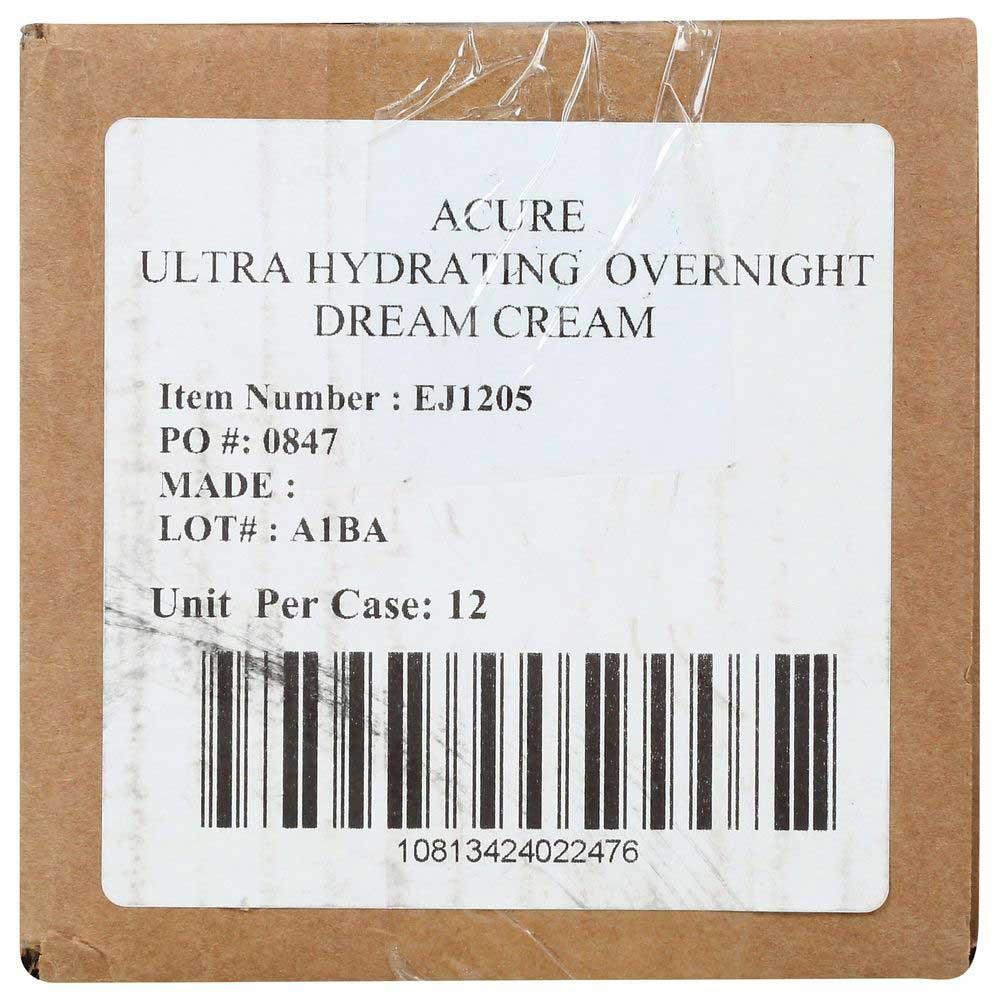 ACURE
ULTRA HYDRATING OVERNIGHT
DREAM CREAM
Item Number : EJ1205
PO #: 0847
MADE :
LOT# : A1BA
Unit Per Case: 12
10813424022476